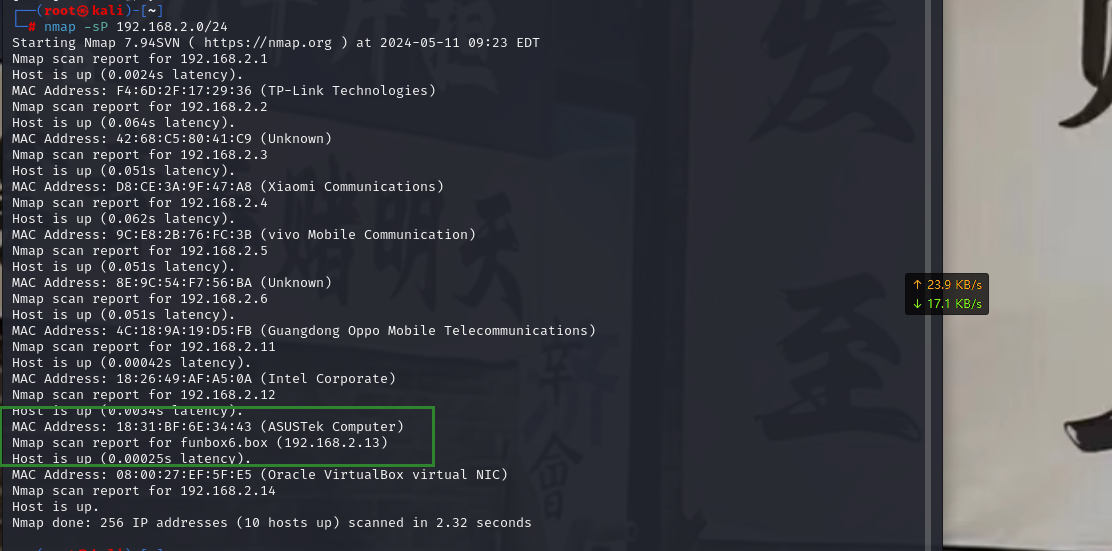 ┌──(root㉿kali)-[~]
└─# nmap -sP 192.168.2.0/24
Starting Nmap 7.94SVN ( https://nmap.org ) at 2024-05-11 09:23 EDT
Nmap scan report for 192.168.2.1
Host is up (0.0024s latency).
MAC Address: F4:6D:2F:17:29:36 (TP-Link Technologies)
Nmap scan report for 192.168.2.2
Host is up (0.064s latency).
MAC Address: 42:68:C5:80:41:C9 (Unknown)
Nmap scan report for 192.168.2.3
Host is up (0.051s latency).
MAC Address: D8:CE:3A:9F:47:A8 (Xiaomi Communications)
Nmap scan report for 192.168.2.4
Host is up (0.062s latency).
MAC Address: 9C:E8:2B:76:FC:3B (vivo Mobile Communication)
Nmap scan report for 192.168.2.5
Host is up (0.051s latency).
MAC Address: 8E:9C:54:F7:56:BA (Unknown)
Nmap scan report for 192.168.2.6
Host is up (0.051s latency).
MAC Address: 4C:18:9A:19:D5:FB (Guangdong Oppo Mobile Telecommunications)
Nmap scan report for 192.168.2.11
Host is up (0.00042s latency).
MAC Address: 18:26:49:AF:A5:0A (Intel Corporate)
Nmap scan report for 192.168.2.12
Host is up (0.0034s latency).
MAC Address: 18:31:BF:6E:34:43 (ASUSTek Computer)
Nmap scan report for funbox6.box (192.168.2.13)
Host is up (0.00025s latency).
MAC Address: 08:00:27:EF:5F:E5 (Oracle VirtualBox virtual NIC)
Nmap scan report for 192.168.2.14
Host is up.
Nmap done: 256 IP addresses (10 hosts up) scanned in 2.32 seconds
↑ 23.9 KB/s
↓ 17.1 KB/s